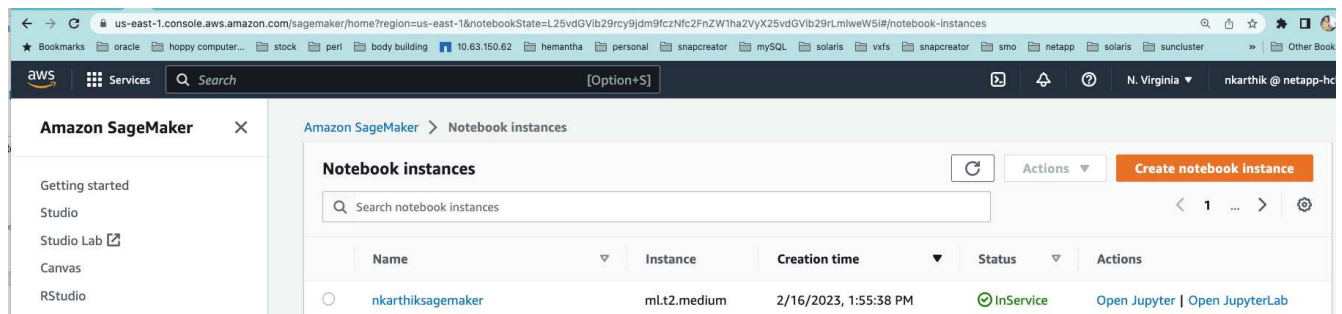 us-east-1.console.aws.amazon.com/sagemaker/home?region=us-east-1&notebookState=L25vdGVib29rcy9jdm9fczNfc2FnZW1ha2VyX25vdGVib29rLmlweW5i#/notebook-instances
Bookmarks oracle hoppy computer... stock perl body building 10.63.150.62 hemantha personal snapcreator mySQL solaris vxfs snapcreator smo netapp solaris suncluster » Other Book
aws Services Search [Option+S] N. Virginia nkarthik @ netapp-hc
Amazon SageMaker
Getting started
Studio
Studio Lab
Canvas
RStudio
Amazon SageMaker > Notebook instances
Notebook instances Actions Create notebook instance
Search notebook instances 1 ...
Name Instance Creation time Status Actions
nkarthiksagemaker ml.t2.medium 2/16/2023, 1:55:38 PM InService Open Jupyter | Open JupyterLab